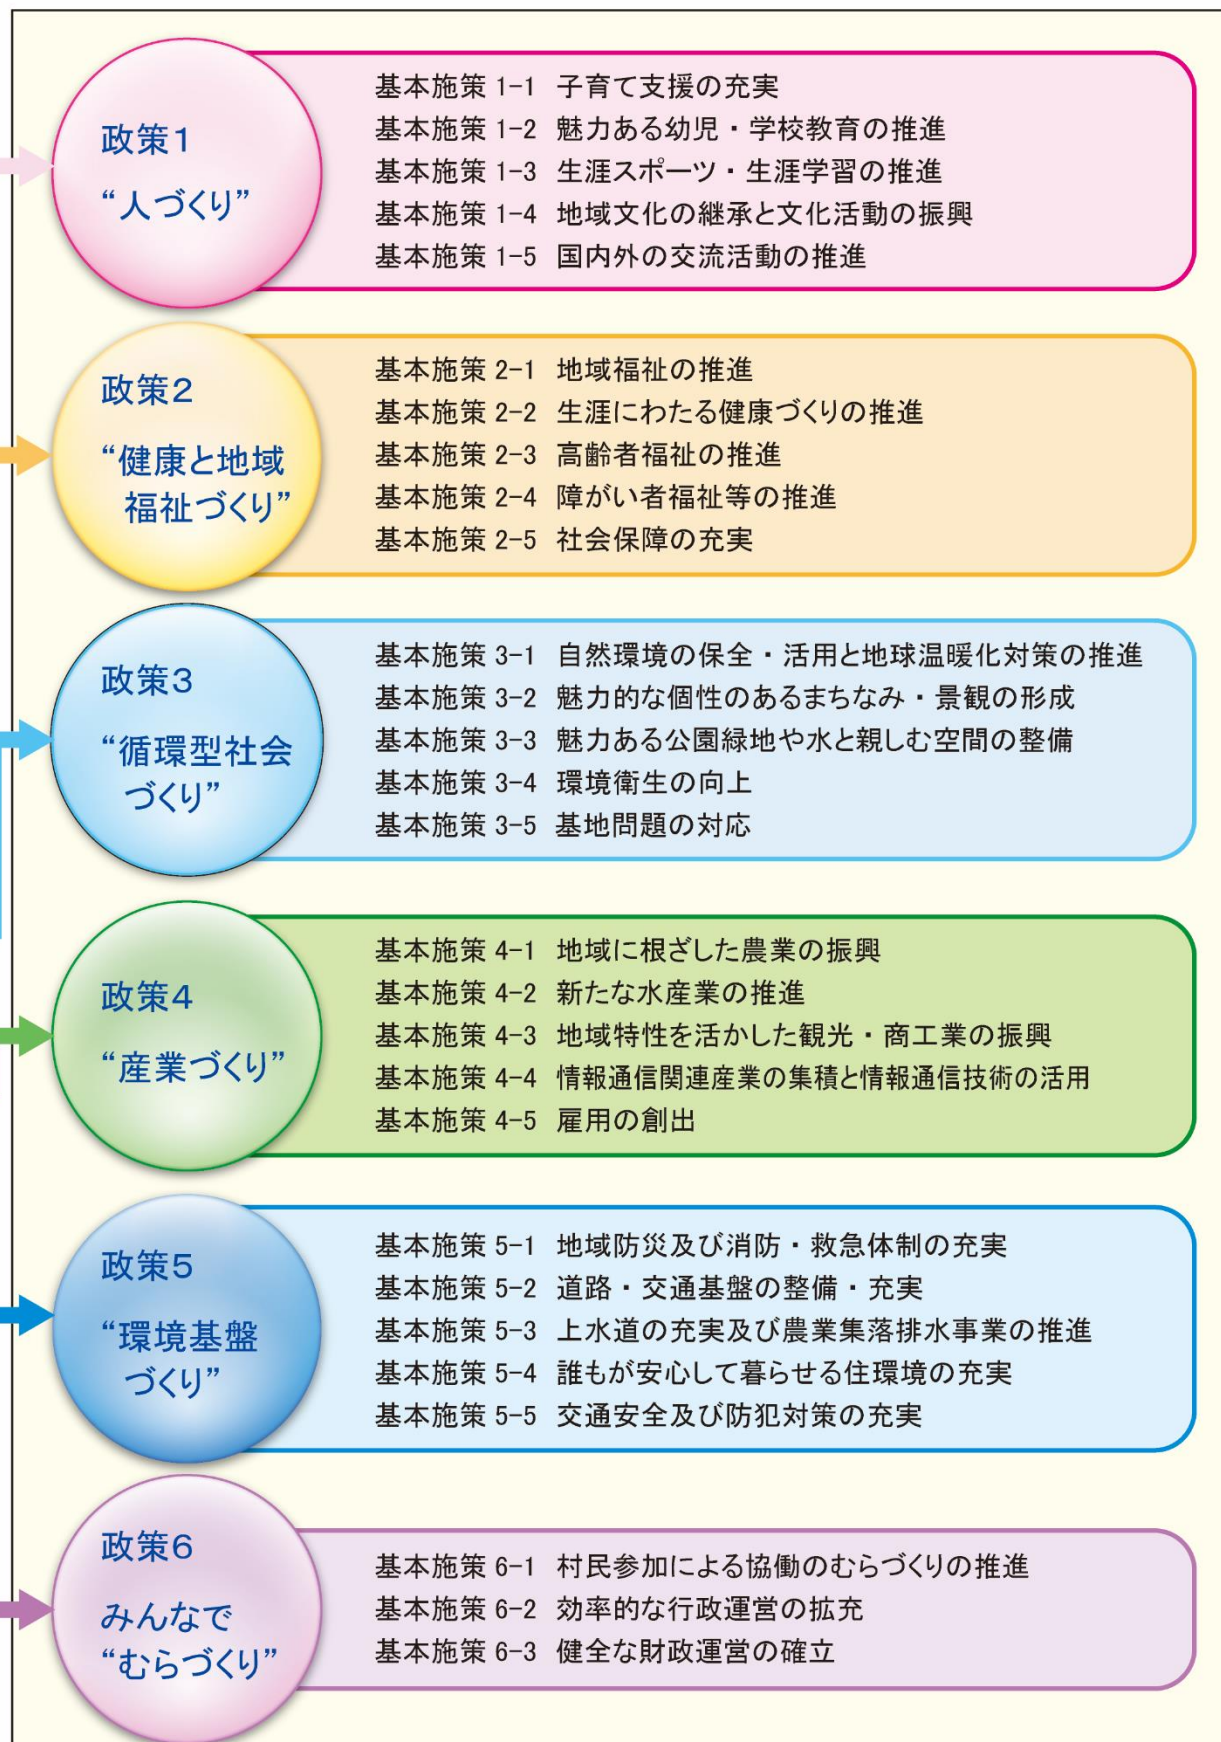 政策1
“人づくり”
基本施策 1-1 子育て支援の充実
基本施策 1-2 魅力ある幼児・学校教育の推進
基本施策 1-3 生涯スポーツ・生涯学習の推進
基本施策 1-4 地域文化の継承と文化活動の振興
基本施策 1-5 国内外の交流活動の推進
政策2
“健康と地域
福祉づくり”
基本施策 2-1 地域福祉の推進
基本施策 2-2 生涯にわたる健康づくりの推進
基本施策 2-3 高齢者福祉の推進
基本施策 2-4 障がい者福祉等の推進
基本施策 2-5 社会保障の充実
政策3
“循環型社会
づくり”
基本施策 3-1 自然環境の保全・活用と地球温暖化対策の推進
基本施策 3-2 魅力的な個性のあるまちなみ・景観の形成
基本施策 3-3 魅力ある公園緑地や水と親しむ空間の整備
基本施策 3-4 環境衛生の向上
基本施策 3-5 基地問題の対応
政策4
“産業づくり”
基本施策 4-1 地域に根ざした農業の振興
基本施策 4-2 新たな水産業の推進
基本施策 4-3 地域特性を活かした観光・商工業の振興
基本施策 4-4 情報通信関連産業の集積と情報通信技術の活用
基本施策 4-5 雇用の創出
政策5
“環境基盤
づくり”
基本施策 5-1 地域防災及び消防・救急体制の充実
基本施策 5-2 道路・交通基盤の整備・充実
基本施策 5-3 上水道の充実及び農業集落排水事業の推進
基本施策 5-4 誰もが安心して暮らせる住環境の充実
基本施策 5-5 交通安全及び防犯対策の充実
政策6
みんなで
“むらづくり”
基本施策 6-1 村民参加による協働のむらづくりの推進
基本施策 6-2 効率的な行政運営の拡充
基本施策 6-3 健全な財政運営の確立